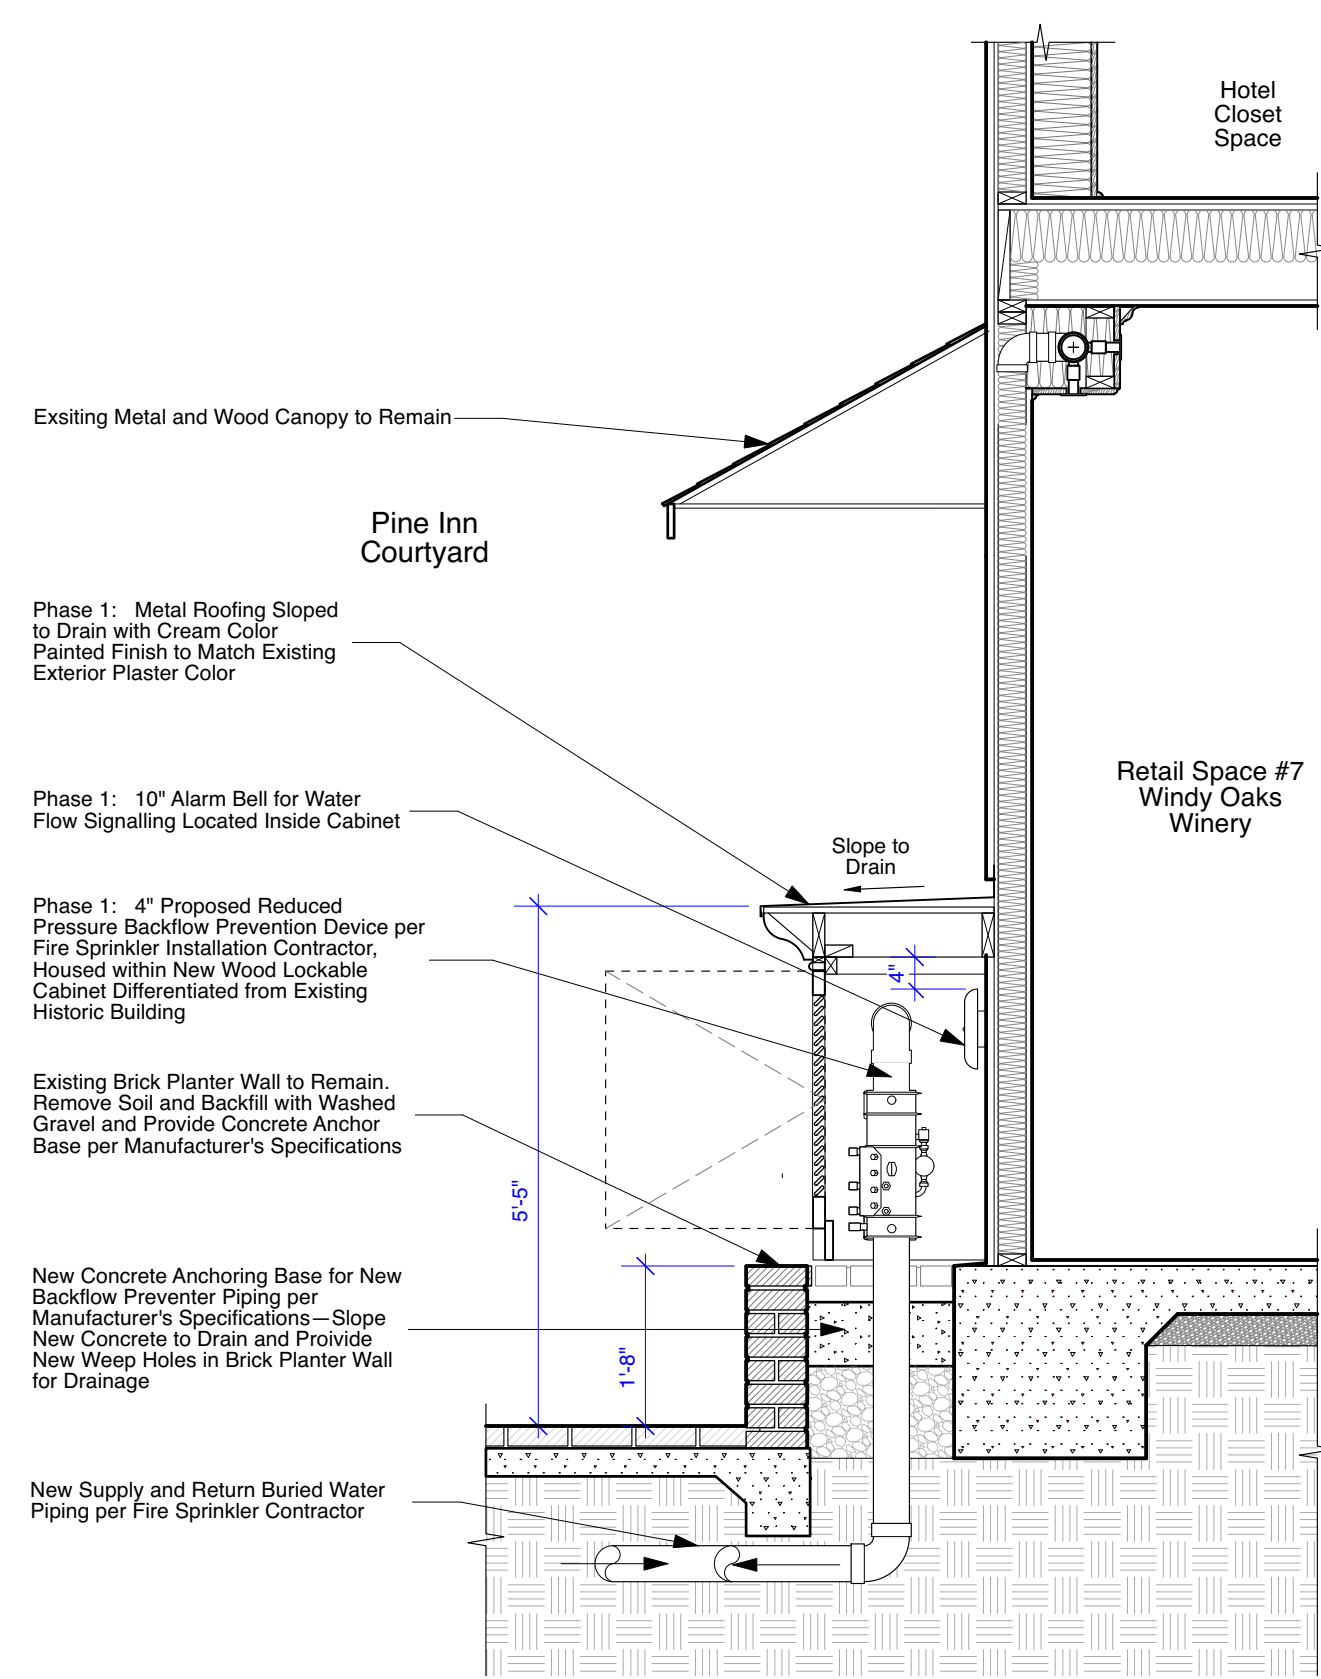 Hotel
Closet
Space
Exsiting Metal and Wood Canopy to Remain
Pine Inn
Courtyard
Phase 1:   Metal Roofing Sloped
to Drain with Cream Color
Painted Finish to Match Existing
Exterior Plaster Color
Retail Space #7
Windy Oaks
Winery
Phase 1:   10" Alarm Bell for Water
Flow Signalling Located Inside Cabinet
Slope to
Drain
Phase 1:   4" Proposed Reduced
Pressure Backflow Prevention Device per
Fire Sprinkler Installation Contractor,
Housed within New Wood Lockable
Cabinet Differentiated from Existing
Historic Building
4"
Existing Brick Planter Wall to Remain.
Remove Soil and Backfill with Washed
Gravel and Provide Concrete Anchor
Base per Manufacturer's Specifications
5'-5"
New Concrete Anchoring Base for New
Backflow Preventer Piping per
Manufacturer's Specifications—Slope
New Concrete to Drain and Proivide
New Weep Holes in Brick Planter Wall
for Drainage
1'-8"
New Supply and Return Buried Water
Piping per Fire Sprinkler Contractor